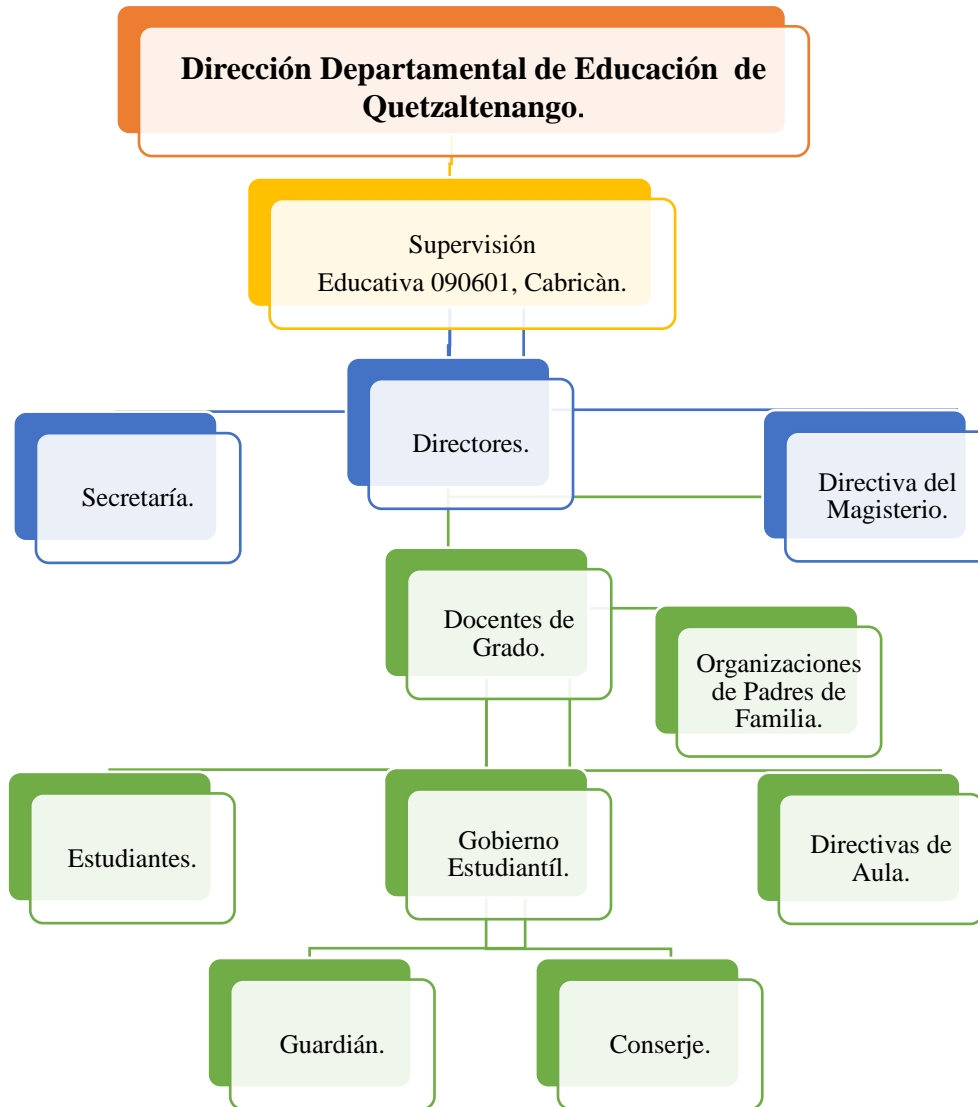 Dirección Departamental de Educación de
Quetzaltenango.
Supervisión
Educativa 090601, Cabricàn.
Directores.
Secretaría.
Directiva del
Magisterio.
Docentes de
Grado.
Organizaciones
de Padres de
Familia.
Estudiantes.
Gobierno
Estudiantíl.
Directivas de
Aula.
Guardián.
Conserje.